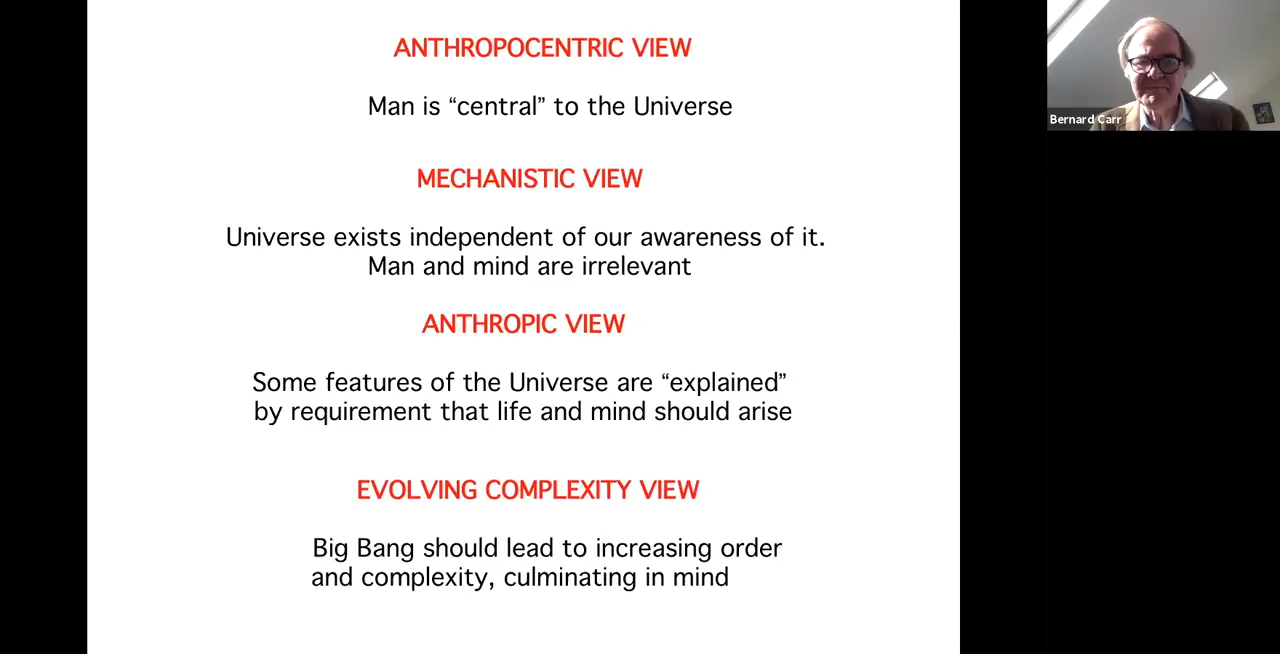 ANTHROPOCENTRIC VIEW
Man is “central” to the Universe
MECHANISTIC VIEW
Universe exists independent of our awareness of it.
Man and mind are irrelevant
ANTHROPIC VIEW
Some features of the Universe are “explained”
by requirement that life and mind should arise
EVOLVING COMPLEXITY VIEW
Big Bang should lead to increasing order
and complexity, culminating in mind
Bernard Carr